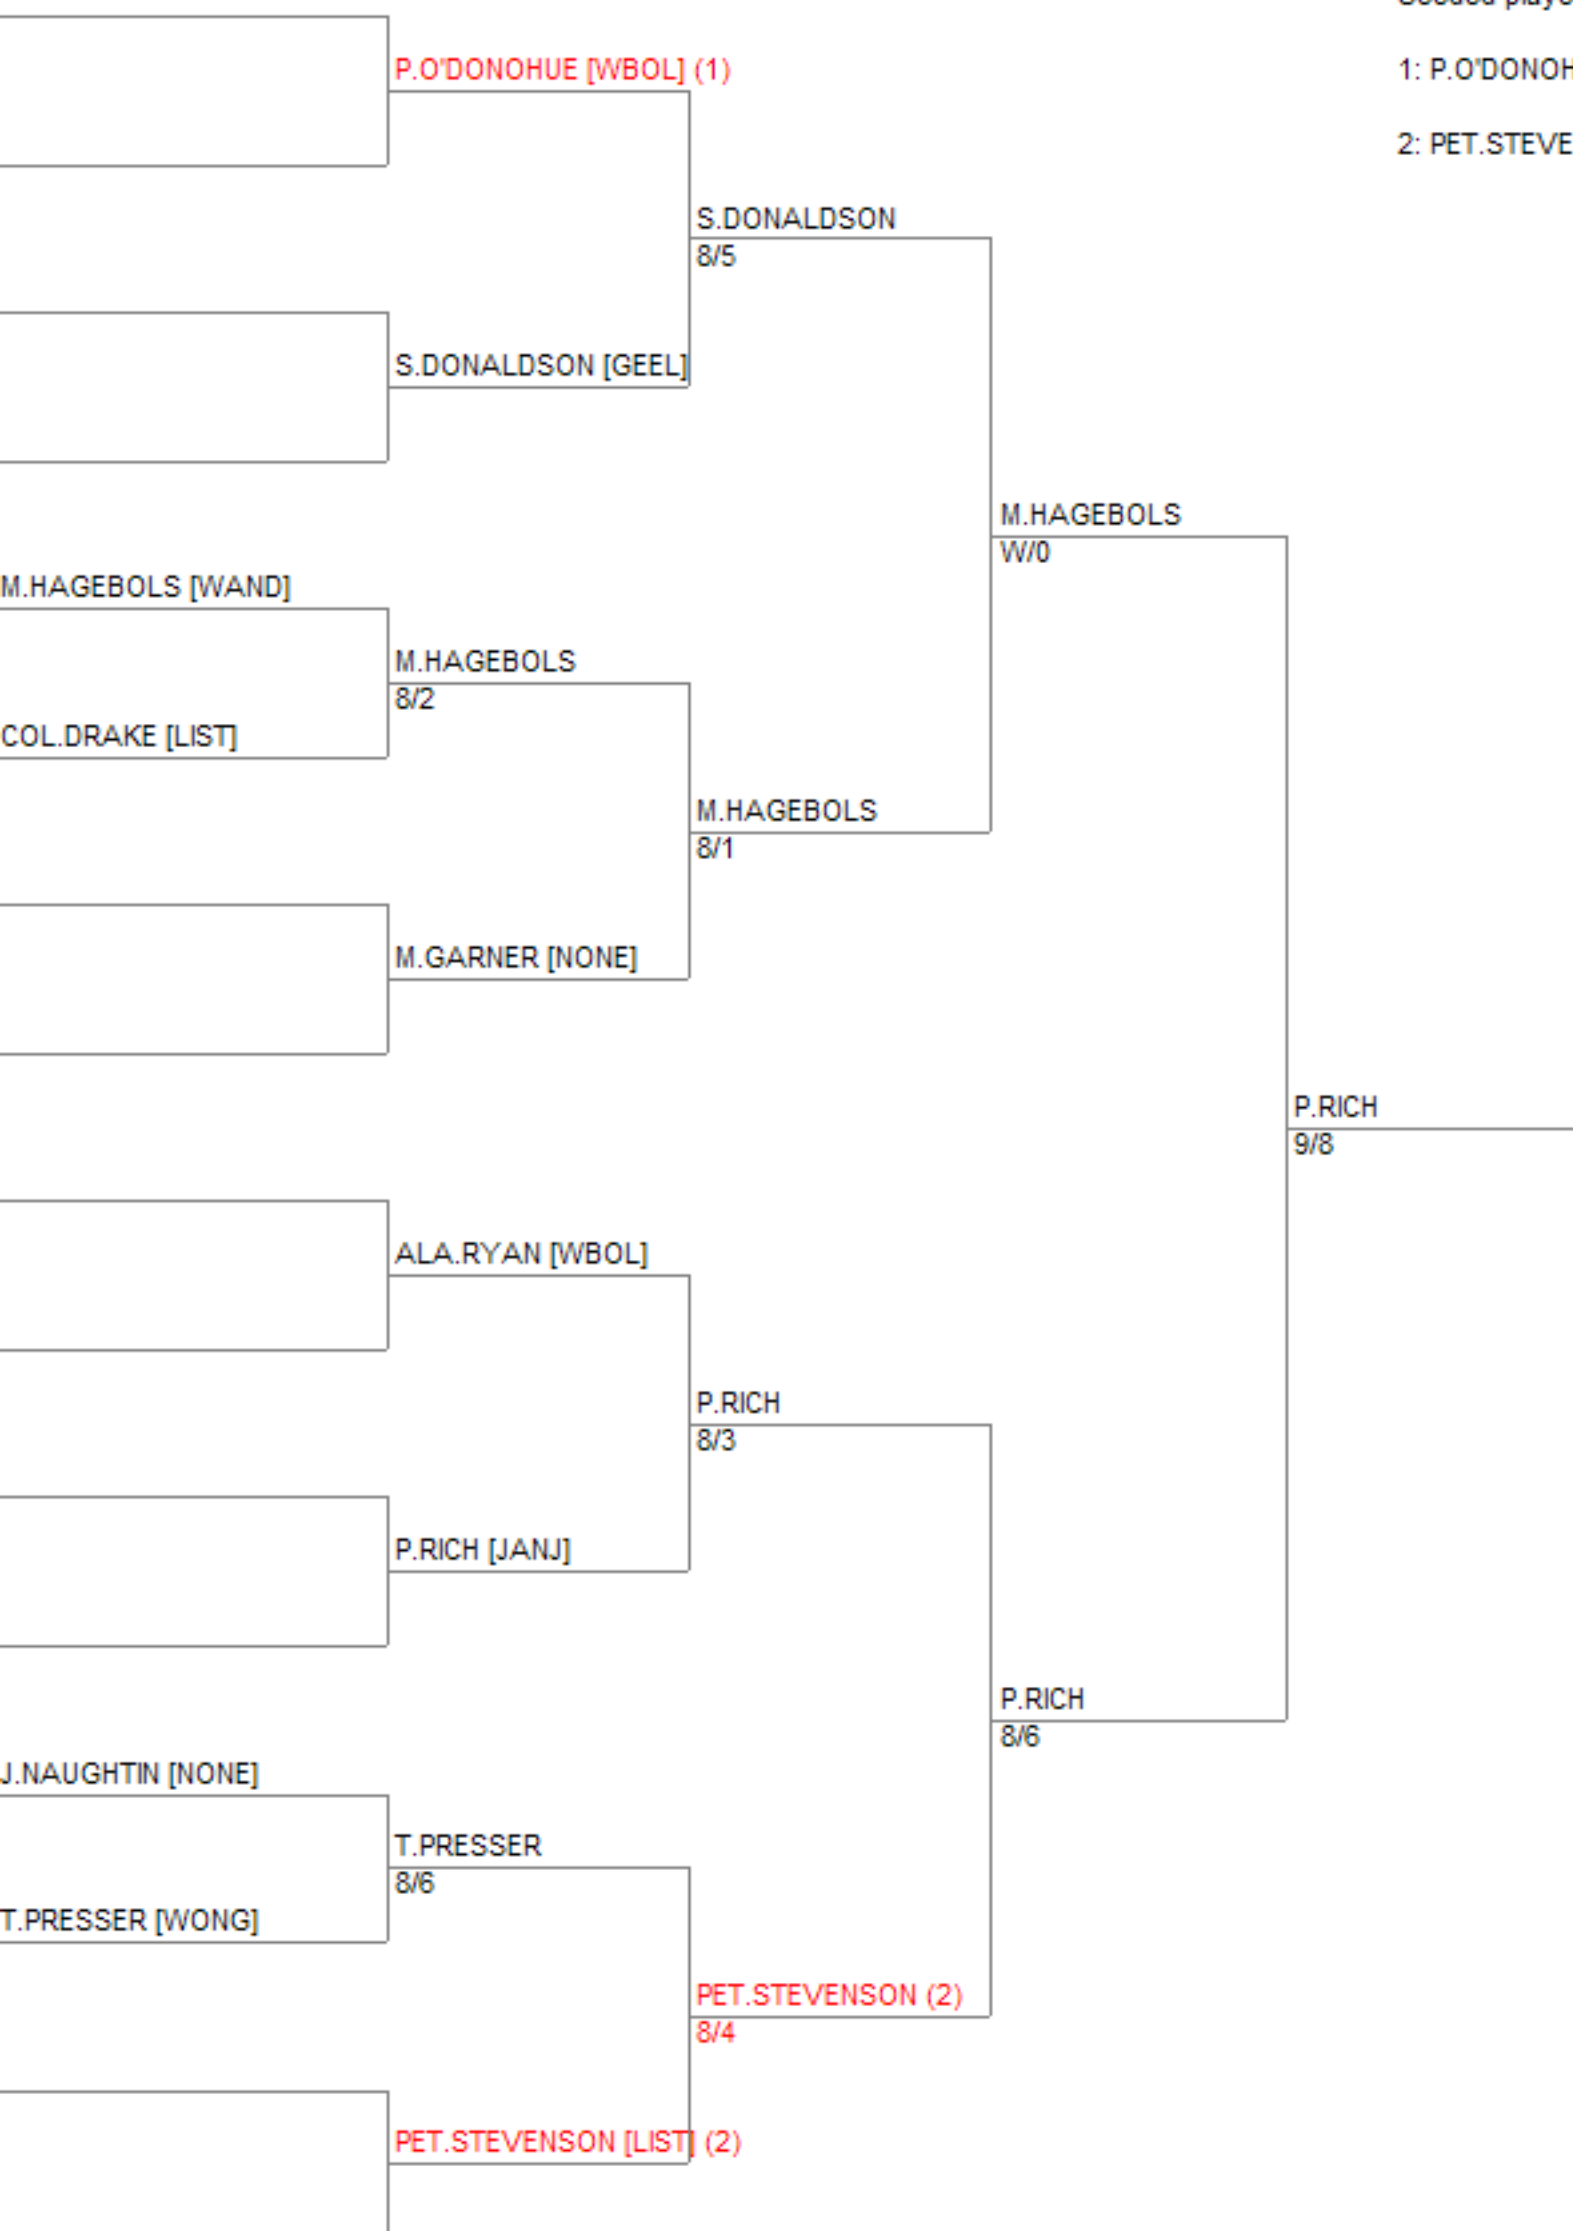 1: P.O'DONOH
2: PET.STEVE
P.O'DONOHUE [WBOL] (1)
S.DONALDSON
8/5
S.DONALDSON [GEEL]
M.HAGEBOLS
W/0
M.HAGEBOLS [WAND]
M.HAGEBOLS
8/2
COL.DRAKE [LIST]
M.HAGEBOLS
8/1
M.GARNER [NONE]
P.RICH
9/8
ALA.RYAN [WBOL]
P.RICH
8/3
P.RICH [JANJ]
P.RICH
8/6
J.NAUGHTIN [NONE]
T.PRESSER
8/6
T.PRESSER [WONG]
PET.STEVENSON (2)
8/4
PET.STEVENSON [LIST] (2)